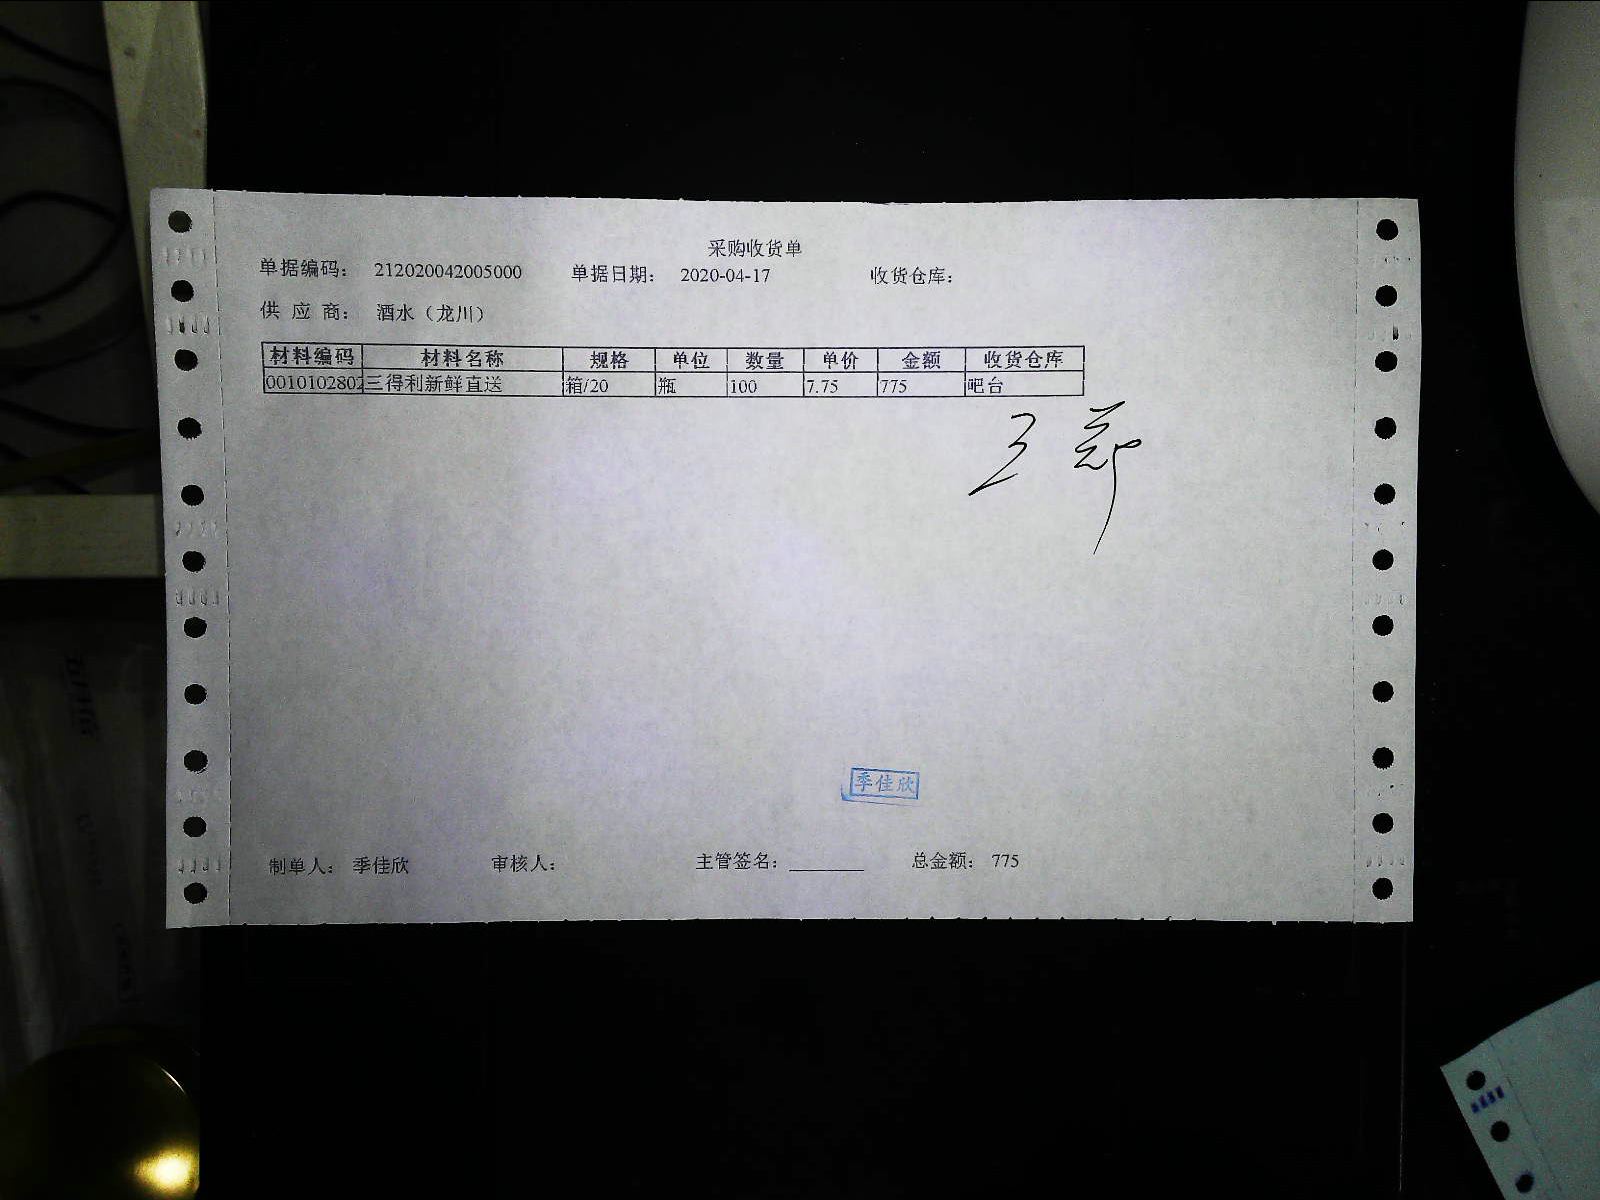 采购收货单
单据编码： 212020042005000 单据日期： 2020-04-17 收货仓库：
供 应 商： 酒水（龙川）
材料编码 材料名称 规格 单位 数量 单价 金额 收货仓库
0010102802 三得利新鲜直送 箱/20 瓶 100 7.75 775 吧台
季佳欣
制单人： 季佳欣 审核人： 主管签名：________ 总金额： 775